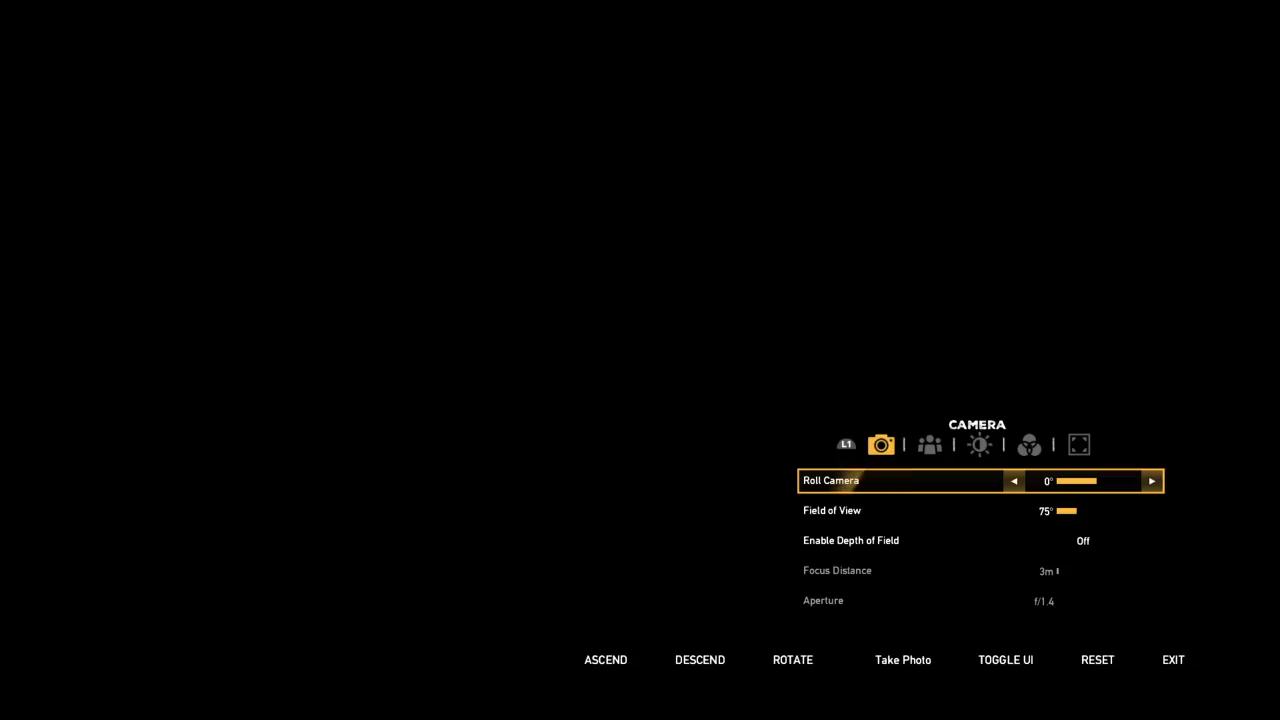 CAMERA
L1
Roll Camera 0°
Field of View 75°
Enable Depth of Field Off
Focus Distance 3m
Aperture f/1.4
ASCEND DESCEND ROTATE Take Photo TOGGLE UI RESET EXIT